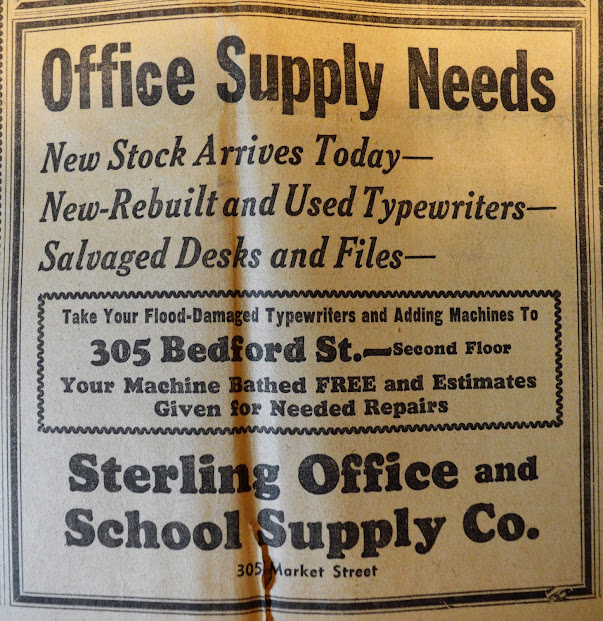 Office Supply Needs
New Stock Arrives Today—
New-Rebuilt and Used Typewriters—
Salvaged Desks and Files—
Take Your Flood-Damaged Typewriters and Adding Machines To
305 Bedford St.—Second Floor
Your Machine Bathed FREE and Estimates
Given for Needed Repairs
Sterling Office and
School Supply Co.
305 Market Street